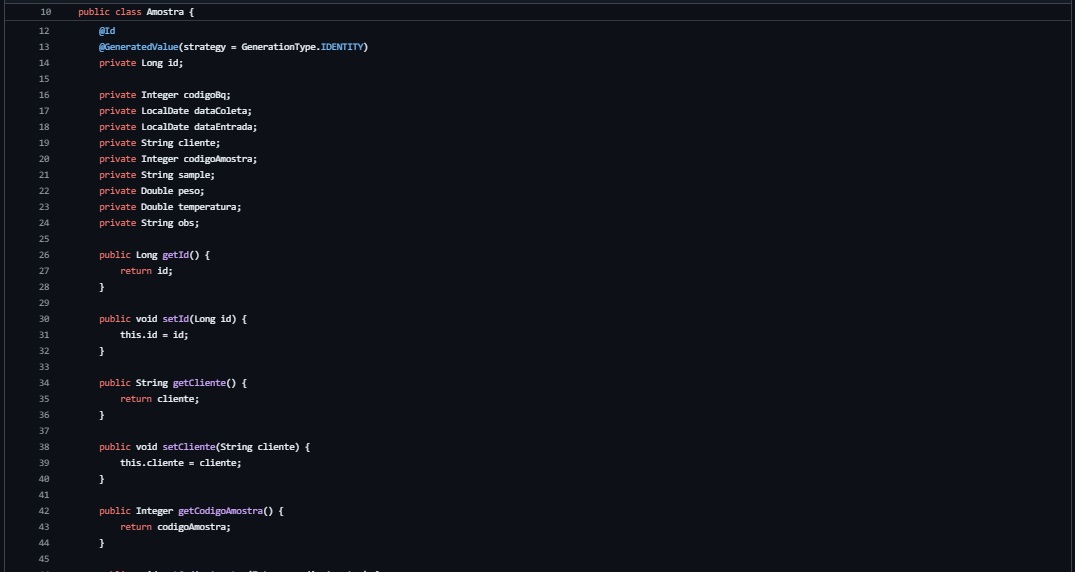 10 public class Amostra {
12 @Id
13 @GeneratedValue(strategy = GenerationType.IDENTITY)
14 private Long id;
15
16 private Integer codigoBq;
17 private LocalDate dataColeta;
18 private LocalDate dataEntrada;
19 private String cliente;
20 private Integer codigoAmostra;
21 private String sample;
22 private Double peso;
23 private Double temperatura;
24 private String obs;
25
26 public Long getId() {
27 return id;
28 }
29
30 public void setId(Long id) {
31 this.id = id;
32 }
33
34 public String getCliente() {
35 return cliente;
36 }
37
38 public void setCliente(String cliente) {
39 this.cliente = cliente;
40 }
41
42 public Integer getCodigoAmostra() {
43 return codigoAmostra;
44 }
45